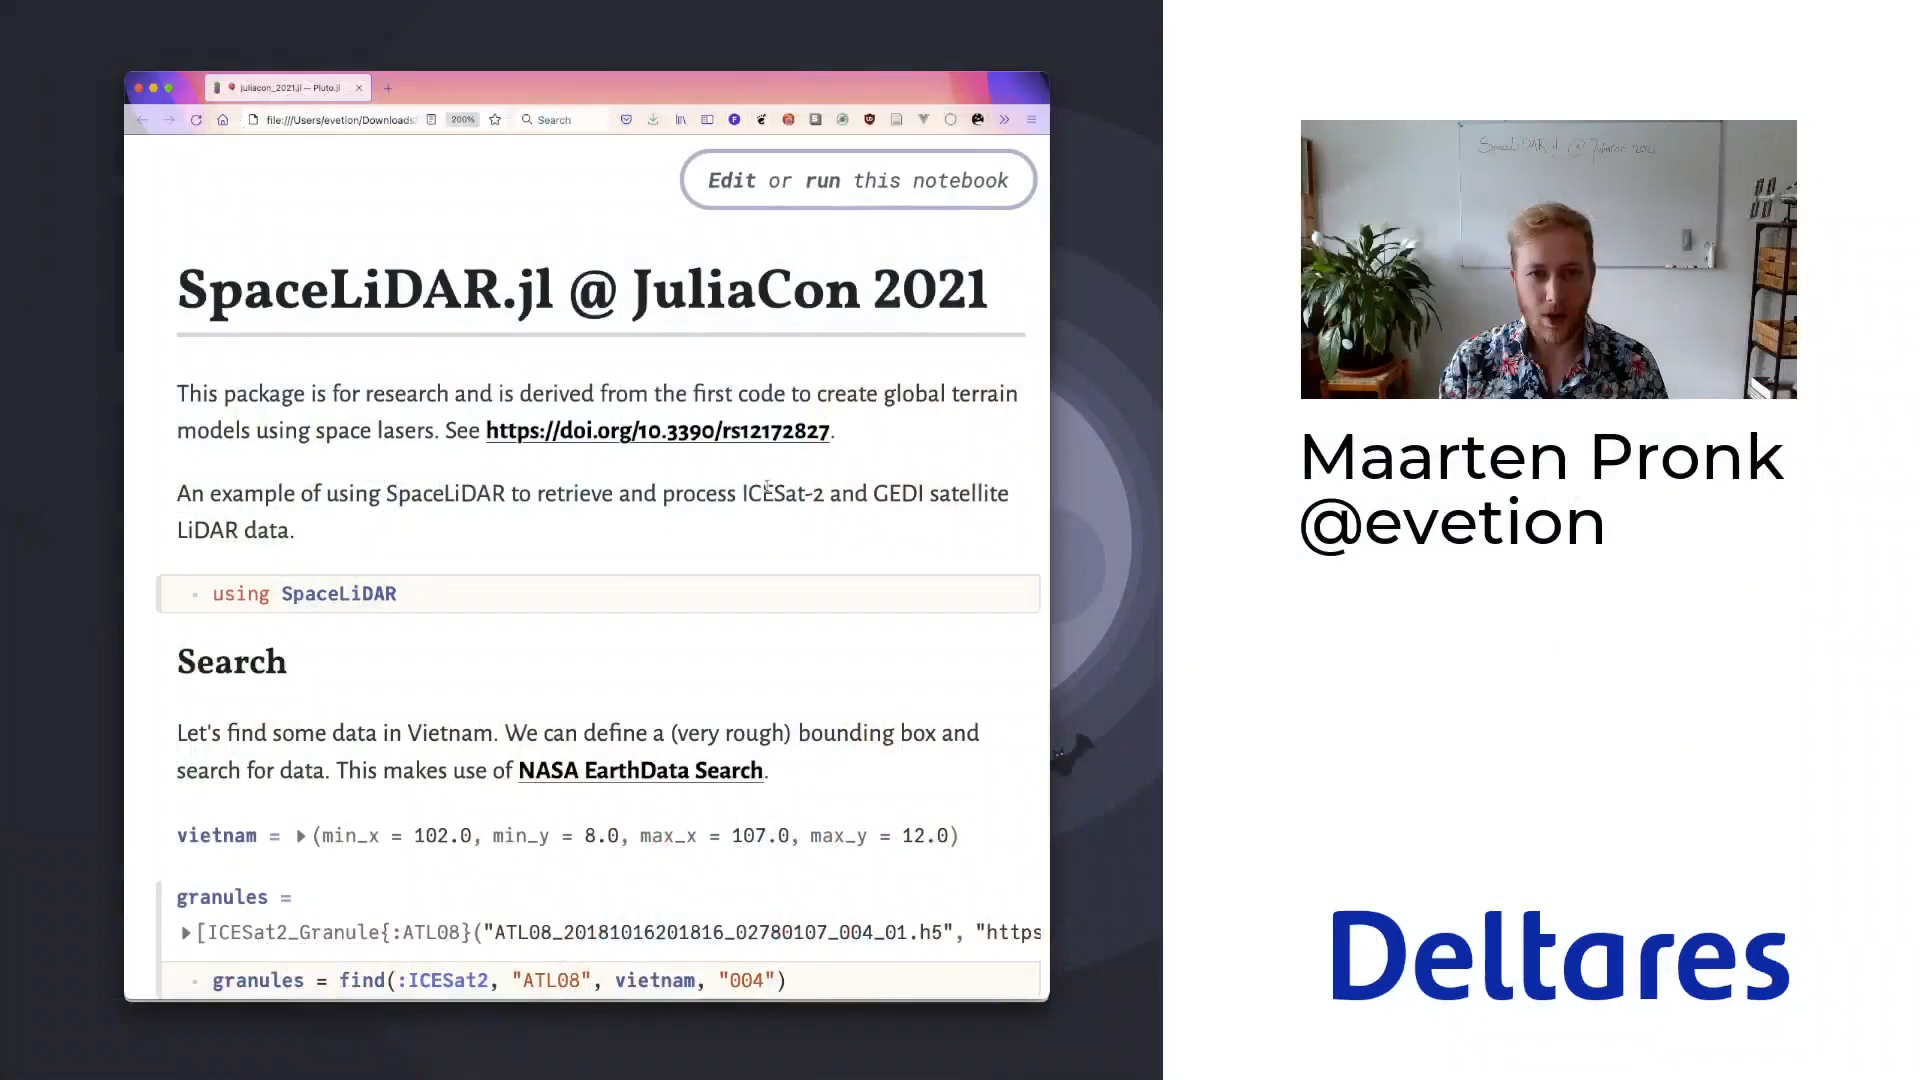 juliacon_2021.jl — Pluto.jl
file:///Users/evetion/Downloads/
200%
Search
Edit or run this notebook
SpaceLiDAR.jl @ JuliaCon 2021
This package is for research and is derived from the first code to create global terrain
models using space lasers. See https://doi.org/10.3390/rs12172827.
An example of using SpaceLiDAR to retrieve and process ICESat-2 and GEDI satellite
LiDAR data.
using SpaceLiDAR
Search
Let's find some data in Vietnam. We can define a (very rough) bounding box and
search for data. This makes use of NASA EarthData Search.
vietnam = (min_x = 102.0, min_y = 8.0, max_x = 107.0, max_y = 12.0)
granules =
[ICESat2_Granule{:ATL08}("ATL08_20181016201816_02780107_004_01.h5", "https
granules = find(:ICESat2, "ATL08", vietnam, "004")
SpaceLiDAR.jl @ JuliaCon 2021
Maarten Pronk
@evetion
Deltares